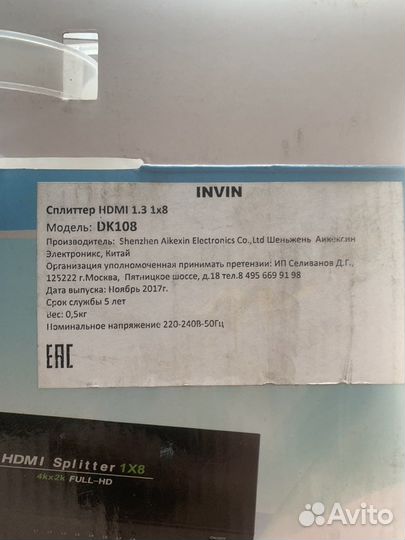 INVIN
Сплиттер HDMI 1.3 1x8
Модель: DK108
Производитель: Shenzhen Aikexin Electronics Co.,Ltd Шеньжень Аикексин
Электроникс, Китай
Организация уполномоченная принимать претензии: ИП Селиванов Д.Г.,
125222 г.Москва, Пятницкое шоссе, д.18 тел.8 495 669 91 98
Дата выпуска: Ноябрь 2017г.
Срок службы 5 лет
Вес: 0,5кг
Номинальное напряжение 220-240В-50Гц
EAC
HDMI Splitter 1X8
4kx2k FULL-HD
Avito